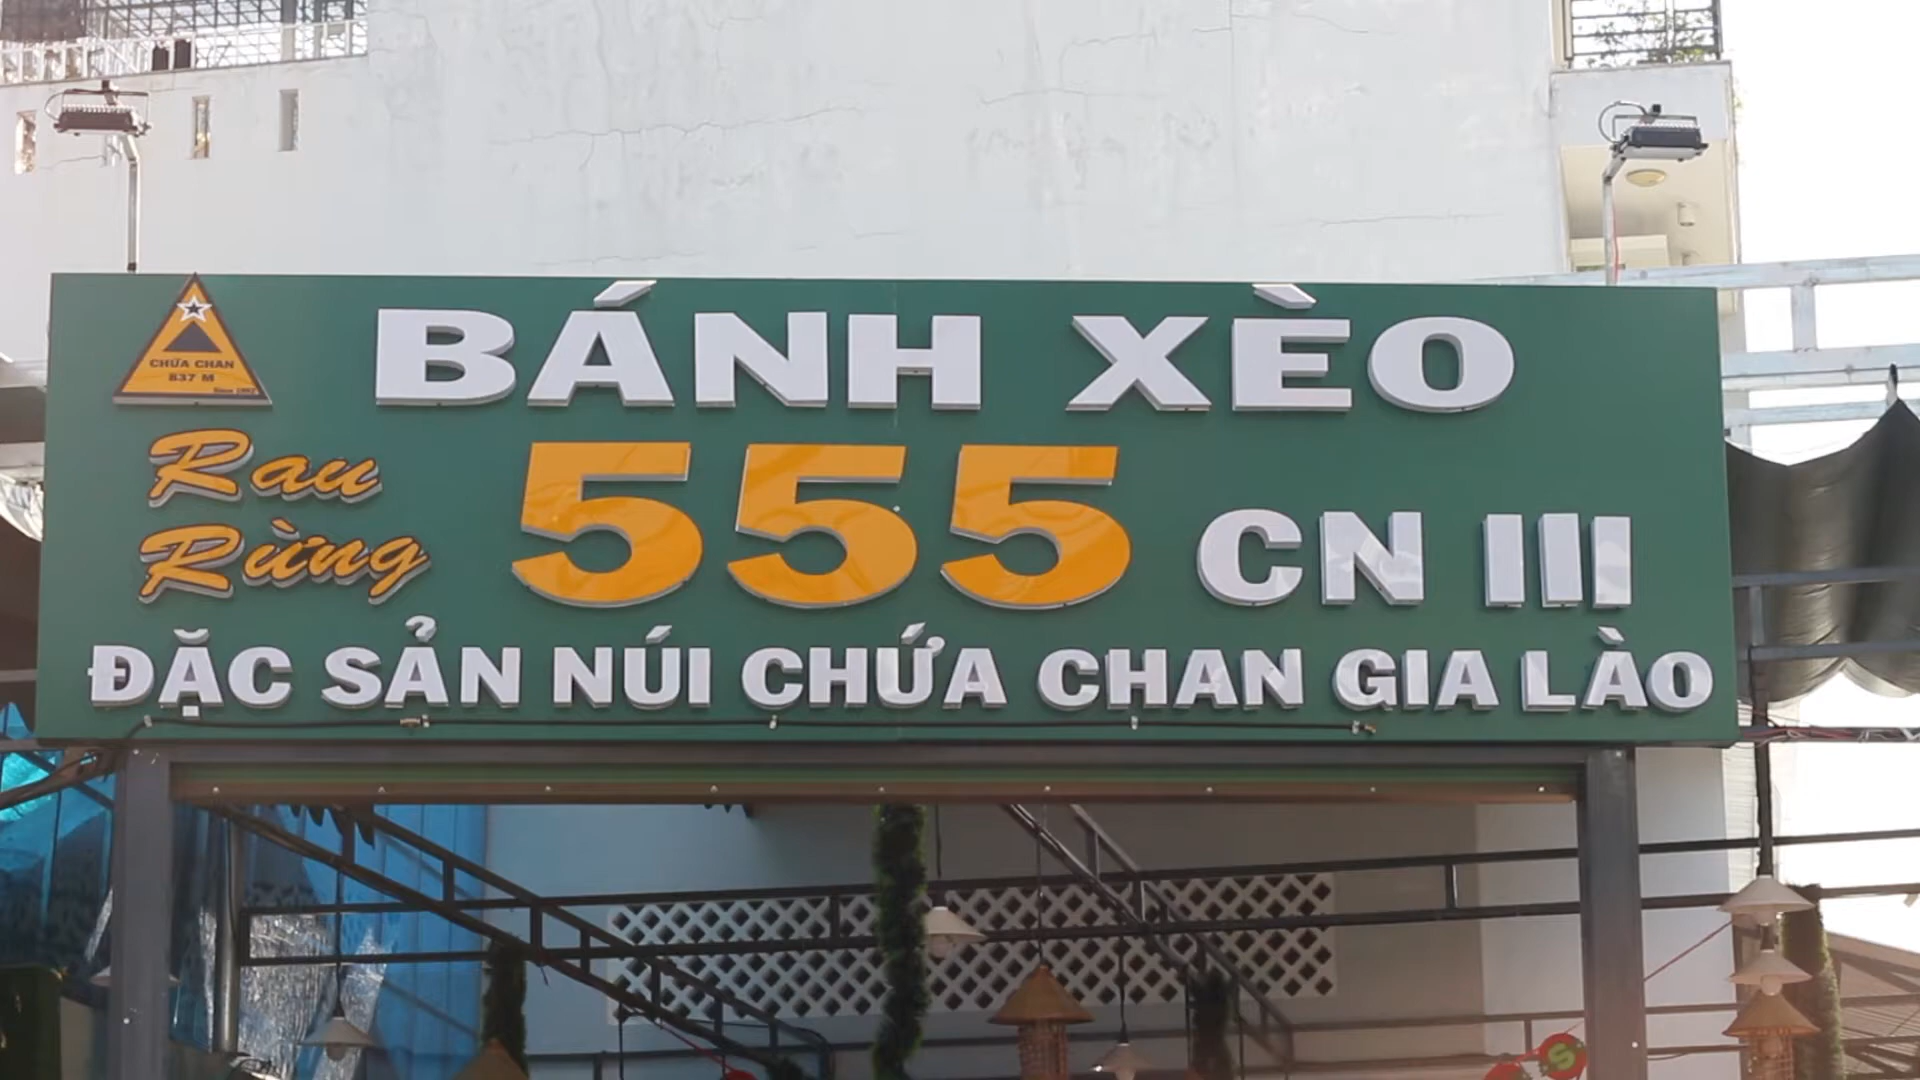 CHỨA CHAN
837 M
BÁNH XÈO
Rau
Rừng
555 CN III
ĐẶC SẢN NÚI CHỨA CHAN GIA LÀO